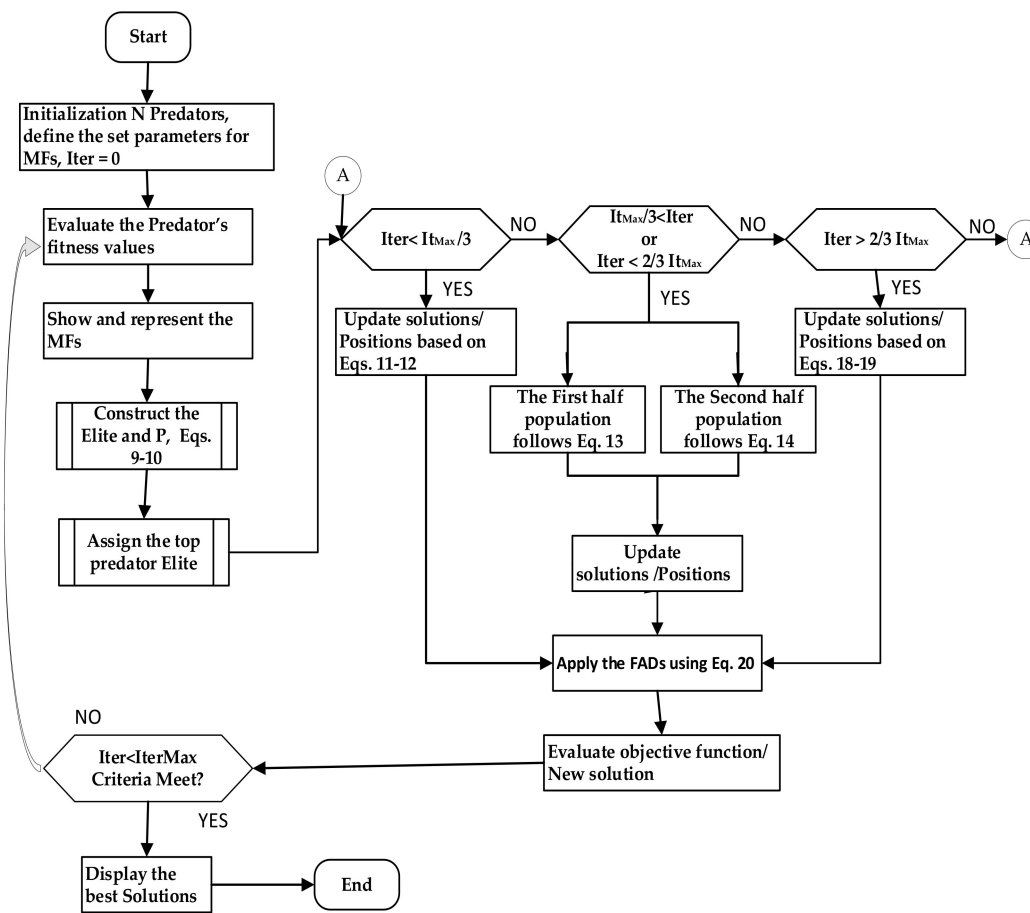 Start
Initialization N Predators,
define the set parameters for
MFs, Iter = 0
Evaluate the Predator's
fitness values
Show and represent the
MFs
Construct the
Elite and P, Eqs.
9-10
Assign the top
predator Elite
A
Iter< ItMax /3
NO
YES
Update solutions/
Positions based on
Eqs. 11-12
ItMax/3<Iter
or
Iter < 2/3 ItMax
NO
YES
The First half
population
follows Eq. 13
The Second half
population
follows Eq. 14
Update
solutions /Positions
Iter > 2/3 ItMax
NO
A
YES
Update solutions/
Positions based on
Eqs. 18-19
Apply the FADs using Eq. 20
Evaluate objective function/
New solution
NO
Iter<IterMax
Criteria Meet?
YES
Display the
best Solutions
End